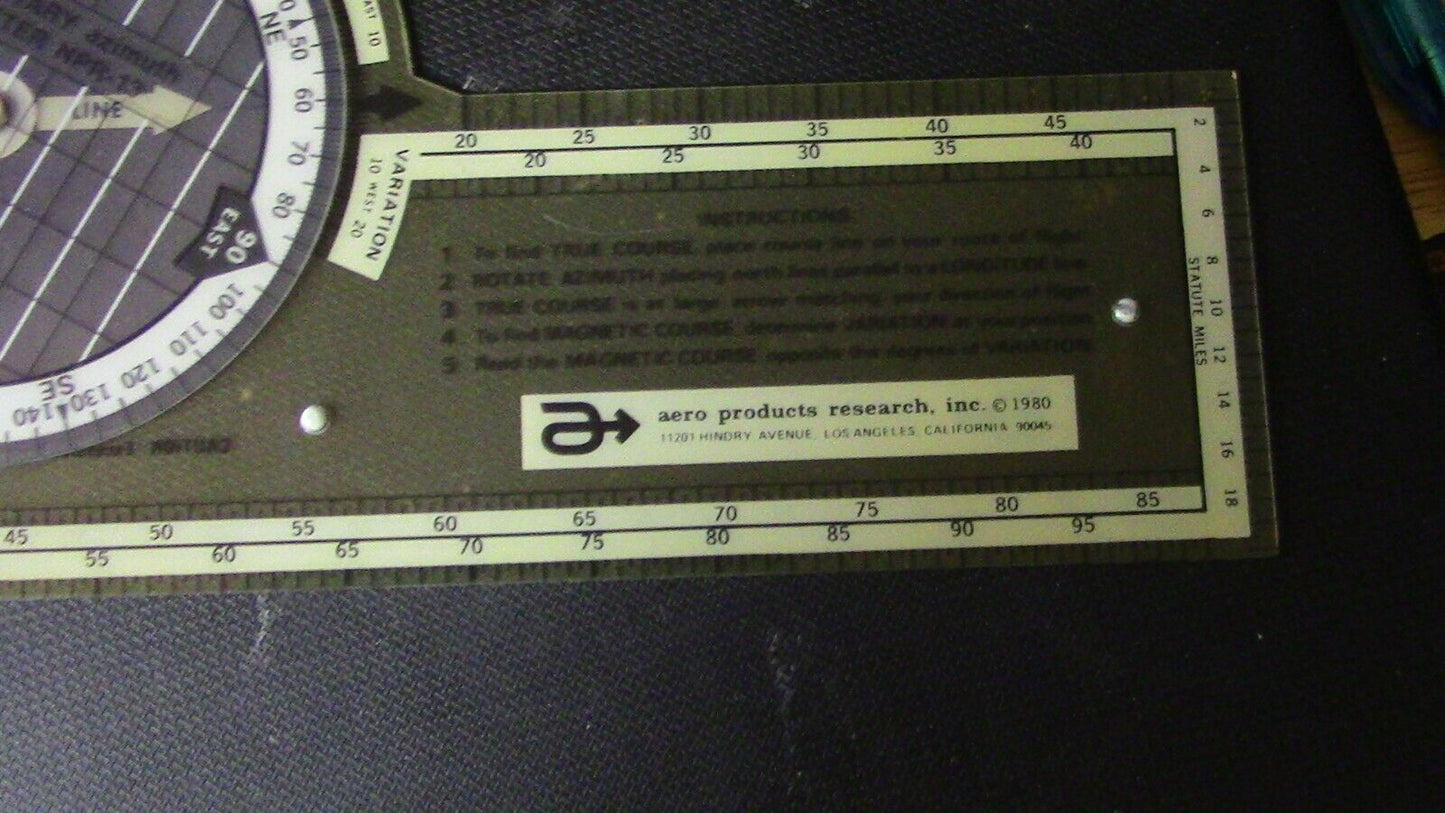 LINE
NE
50
60
70
80
90
EAST
100
110
120
130
140
SE
EAST 10
VARIATION
10 WEST 20
20 25 30 35 40 45
20 25 30 35 40
2 4 6 8 10 12 14 16 18
STATUTE MILES
INSTRUCTIONS
1 To find TRUE COURSE, place course line on your route of flight.
2 ROTATE AZIMUTH placing north lines parallel to a LONGITUDE line.
3 TRUE COURSE is at large arrow matching your direction of flight.
4 To find MAGNETIC COURSE, determine VARIATION at your position.
5 Read the MAGNETIC COURSE opposite the degrees of VARIATION.
aero products research, inc. © 1980
11201 HINDRY AVENUE, LOS ANGELES, CALIFORNIA 90045
CAUTION
45 50 55 60 65 70 75 80 85
55 60 65 70 75 80 85 90 95